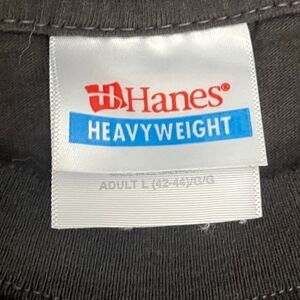 Hanes®
HEAVYWEIGHT
ADULT L (42-44)/G/G